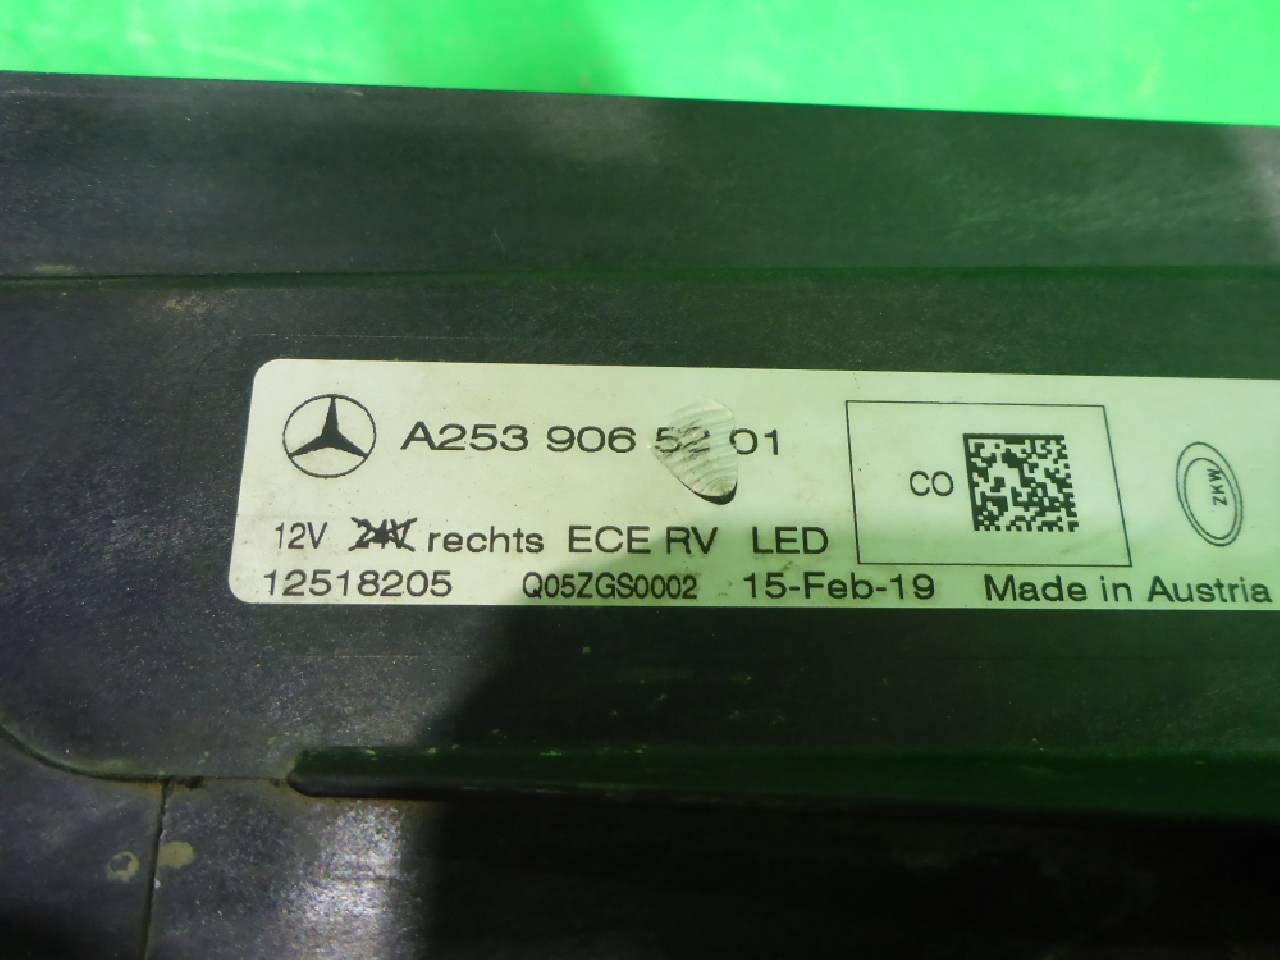 A253 906 52 01
CO
ZKW
12V 24V rechts ECE RV LED
12518205 Q05ZGS0002 15-Feb-19 Made in Austria